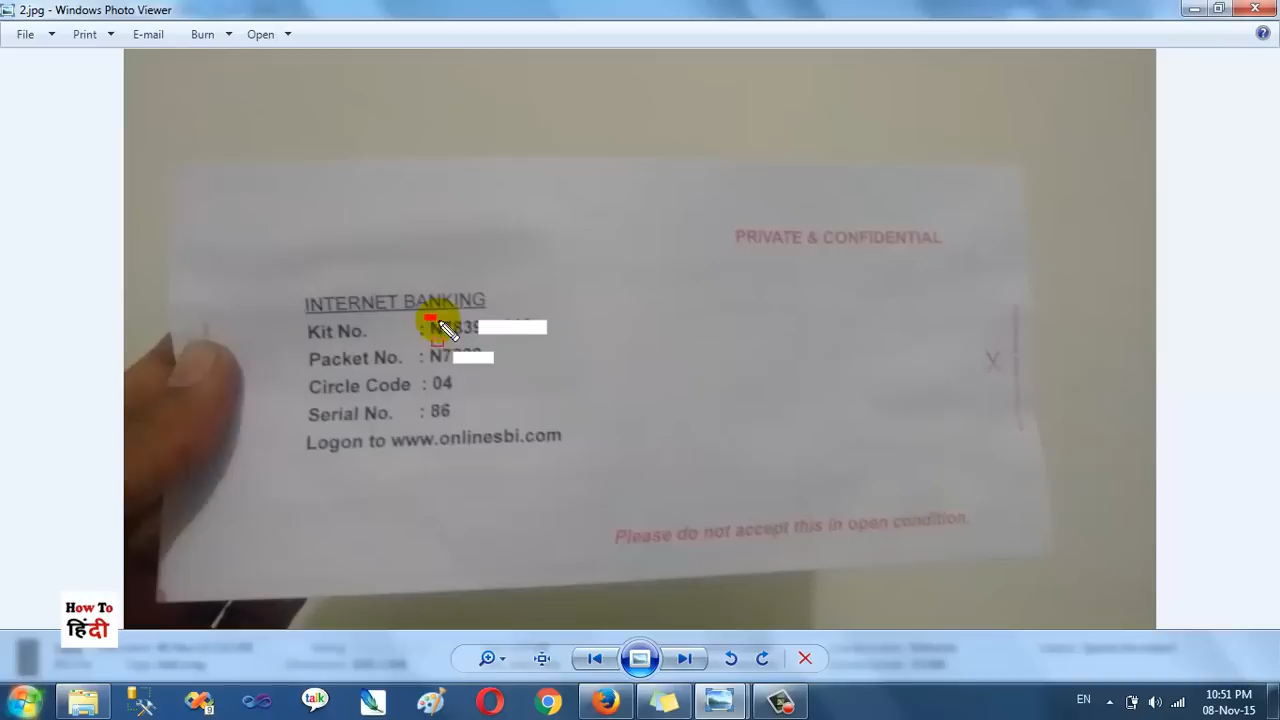 2.jpg - Windows Photo Viewer
File Print E-mail Burn Open
PRIVATE & CONFIDENTIAL
INTERNET BANKING
Kit No. :
Packet No. : N7
Circle Code : 04
Serial No. : 86
Logon to www.onlinesbi.com
X
Please do not accept this in open condition.
How To
हिंदी
talk
EN
10:51 PM
08-Nov-15